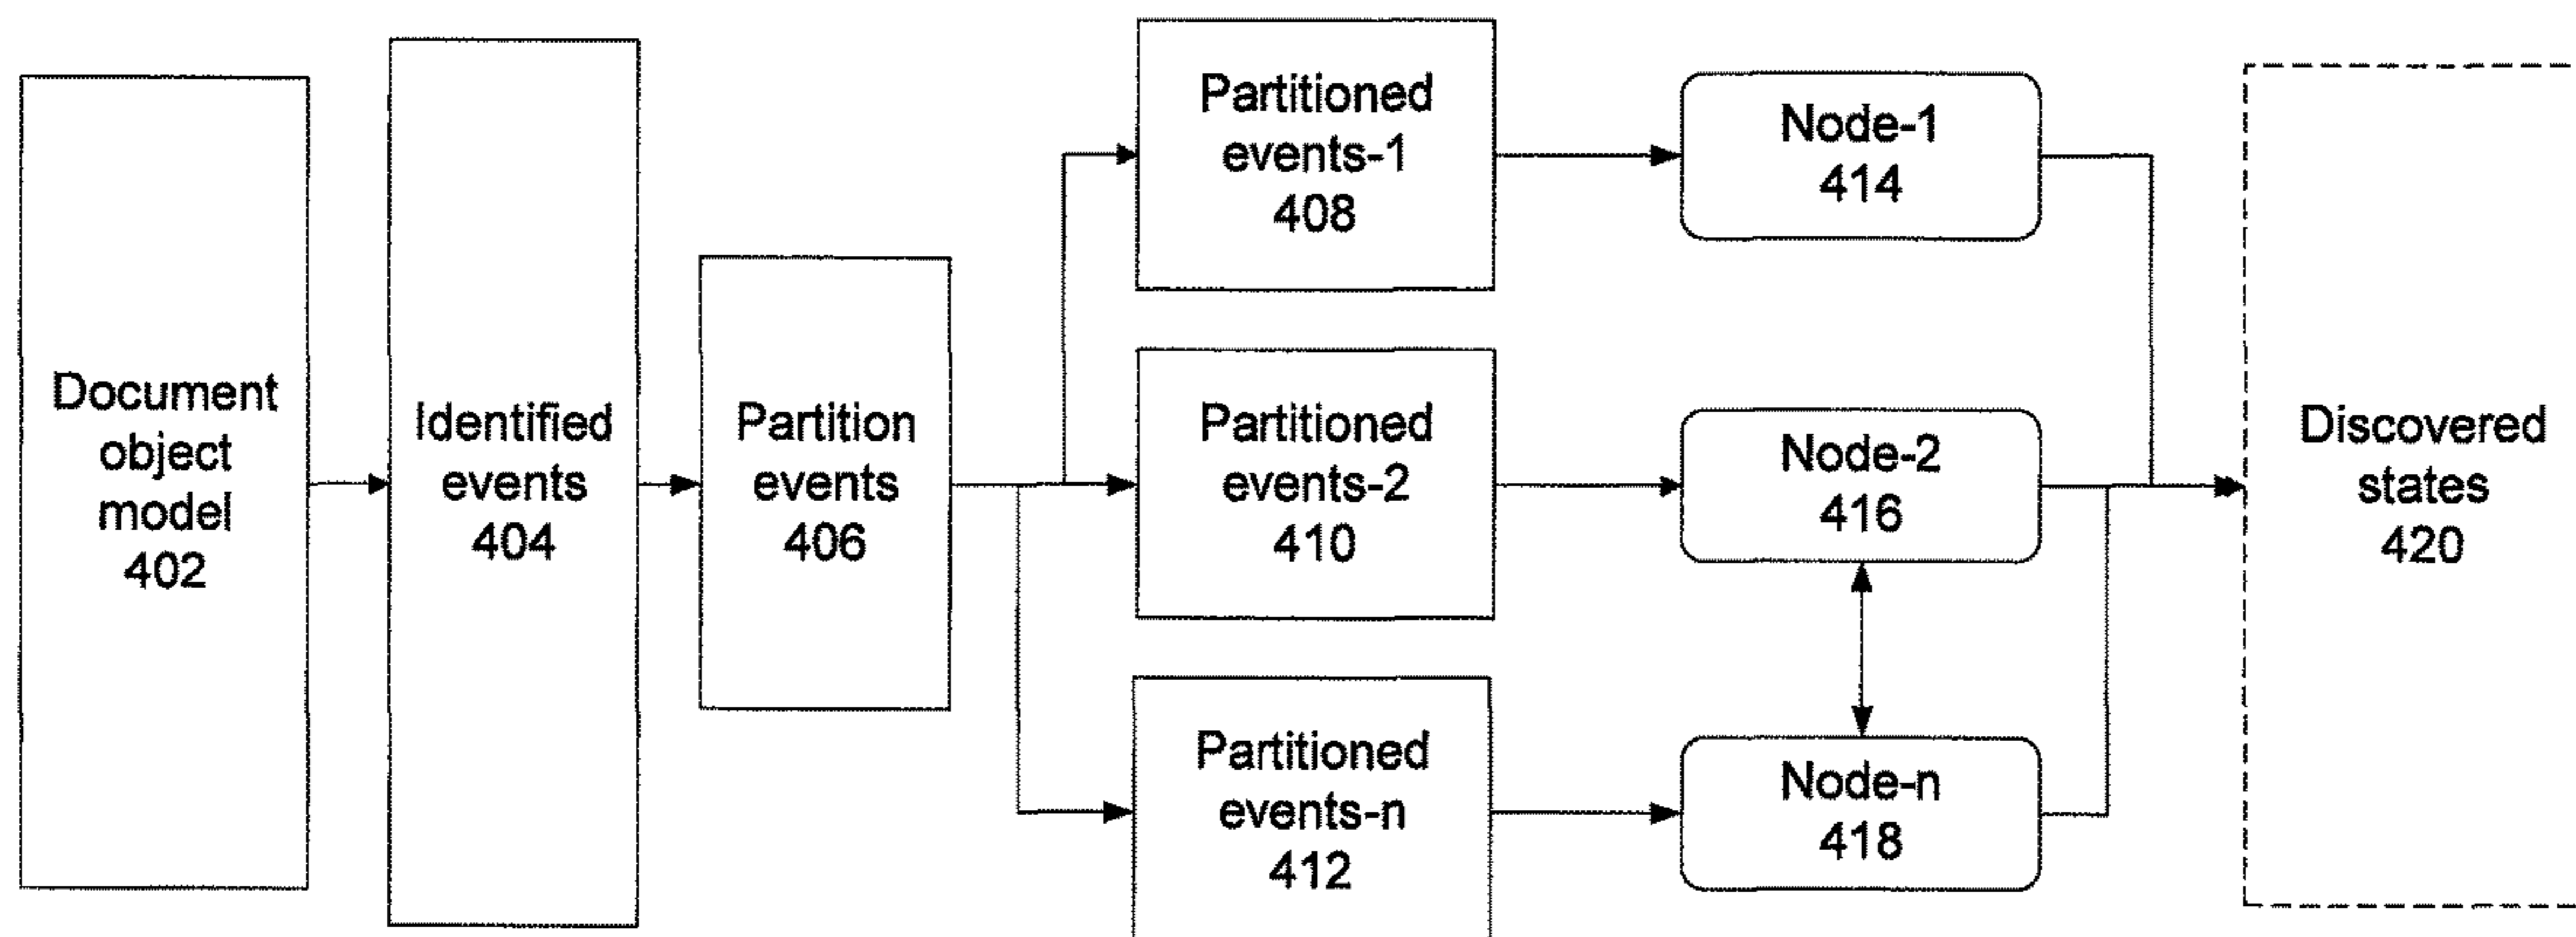 Document
object
model
402
Identified
events
404
Partition
events
406
Partitioned
events-1
408
Partitioned
events-2
410
Partitioned
events-n
412
Node-1
414
Node-2
416
Node-n
418
Discovered
states
420